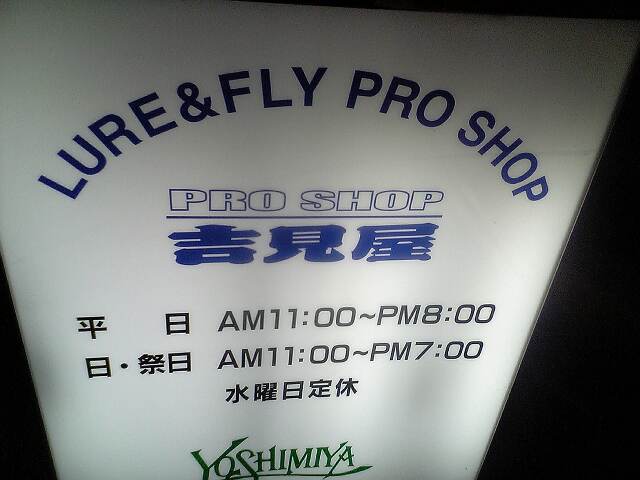 LURE&FLY PRO SHOP
PRO SHOP
吉見屋
平 日 AM11:00~PM8:00
日・祭日 AM11:00~PM7:00
水曜日定休
YOSHIMIYA